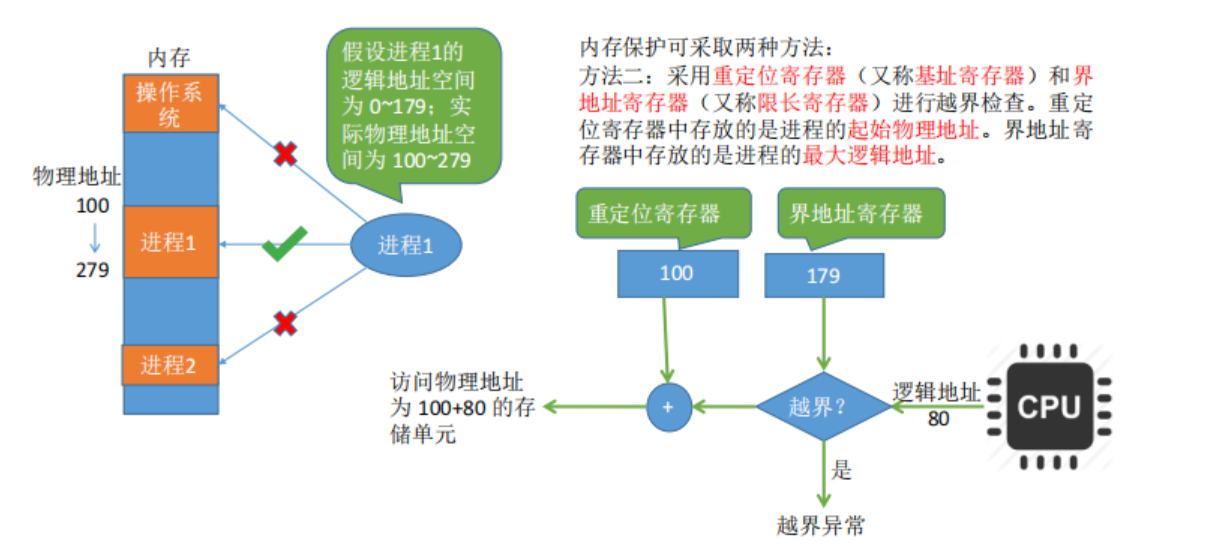 内存
操作系
统
物理地址
100
279
进程1
进程2
假设进程1的
逻辑地址空间
为 0~179；实
际物理地址空
间为 100~279
进程1
内存保护可采取两种方法：
方法二：采用重定位寄存器（又称基址寄存器）和界
地址寄存器（又称限长寄存器）进行越界检查。重定
位寄存器中存放的是进程的起始物理地址。界地址寄
存器中存放的是进程的最大逻辑地址。
重定位寄存器
界地址寄存器
100
179
访问物理地址
为 100+80 的存
储单元
+
越界？
逻辑地址
80
CPU
是
越界异常